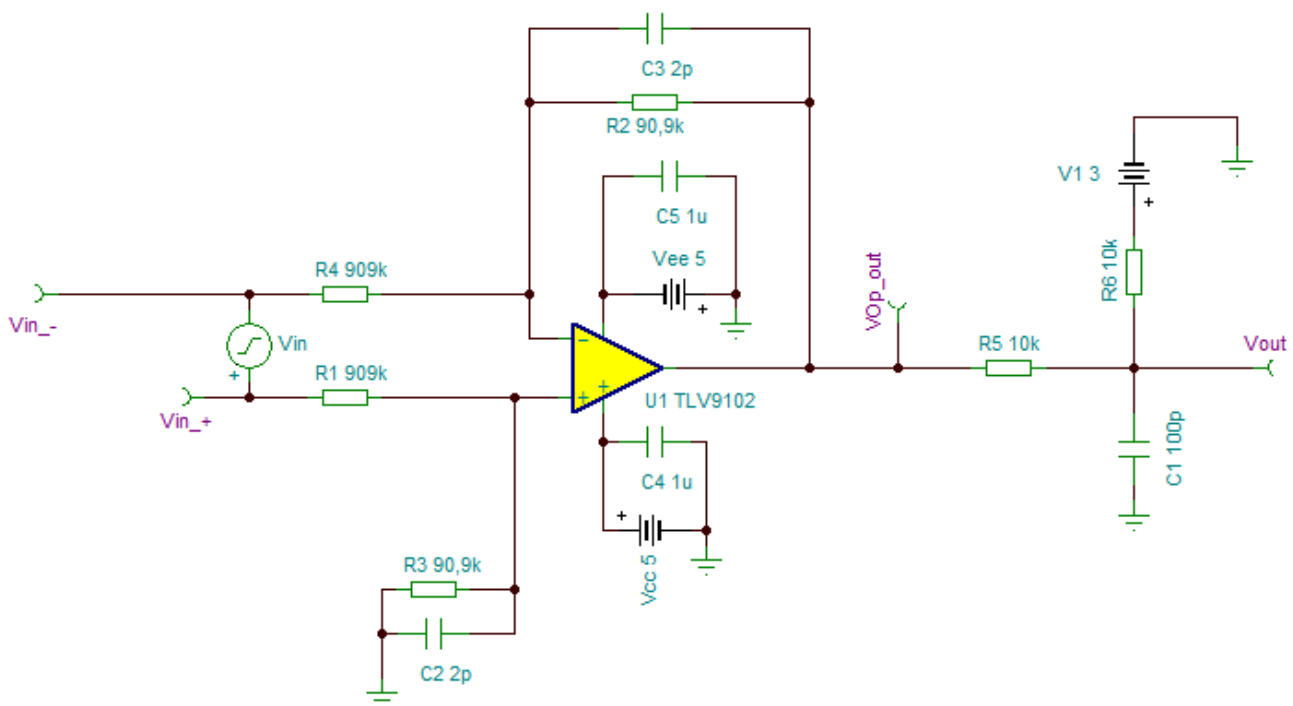 C3 2p
R2 90,9k
V1 3
+
C5 1u
R4 909k
Vee 5
+
R6 10k
VOp_out
Vin_-
Vin
+
R1 909k
Vin_+
-
+
+
U1 TLV9102
R5 10k
Vout
C4 1u
C1 100p
+
Vcc 5
R3 90,9k
C2 2p